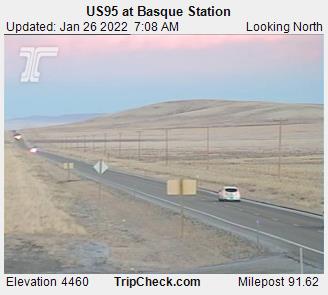 US95 at Basque Station
Updated: Jan 26 2022 7:08 AM Looking North
Elevation 4460 TripCheck.com Milepost 91.62